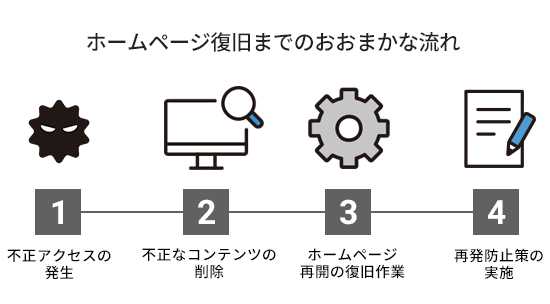 ホームページ復旧までのおおまかな流れ
1
2
3
4
不正アクセスの
発生
不正なコンテンツの
削除
ホームページ
再開の復旧作業
再発防止策の
実施